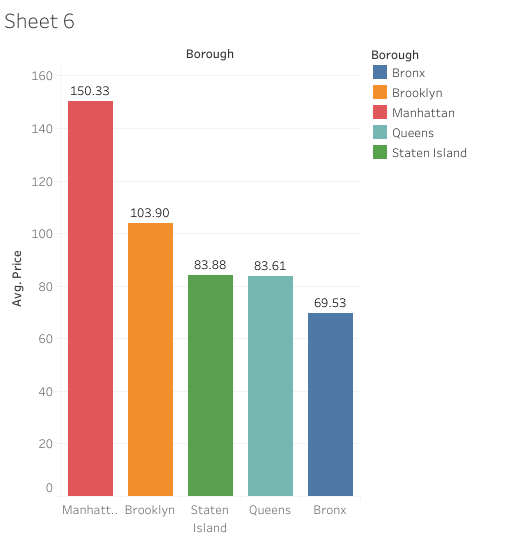 Sheet 6
Borough
Borough
Bronx
Brooklyn
Manhattan
Queens
Staten Island
Avg. Price
160
140
120
100
80
60
40
20
0
150.33
103.90
83.88
83.61
69.53
Manhatt..
Brooklyn
Staten
Island
Queens
Bronx